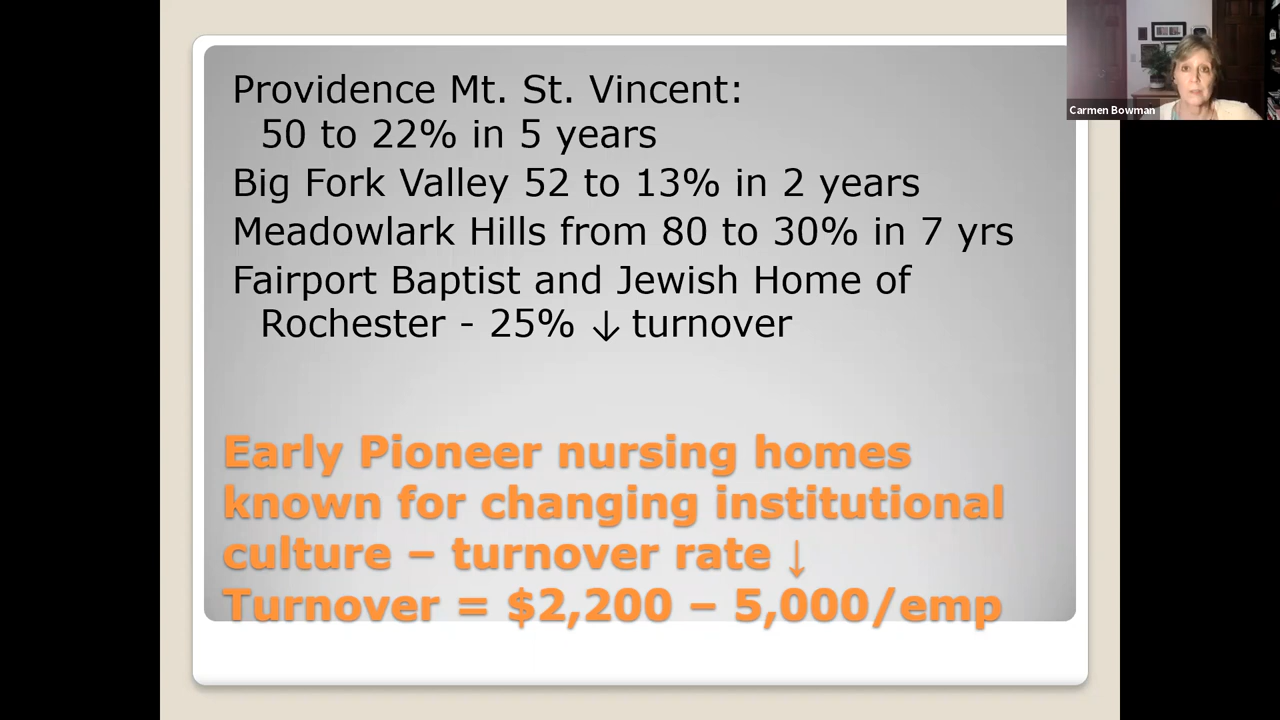 Providence Mt. St. Vincent:
50 to 22% in 5 years
Big Fork Valley 52 to 13% in 2 years
Meadowlark Hills from 80 to 30% in 7 yrs
Fairport Baptist and Jewish Home of
Rochester - 25% ↓ turnover
Early Pioneer nursing homes
known for changing institutional
culture – turnover rate ↓
Turnover = $2,200 – 5,000/emp
Carmen Bowman